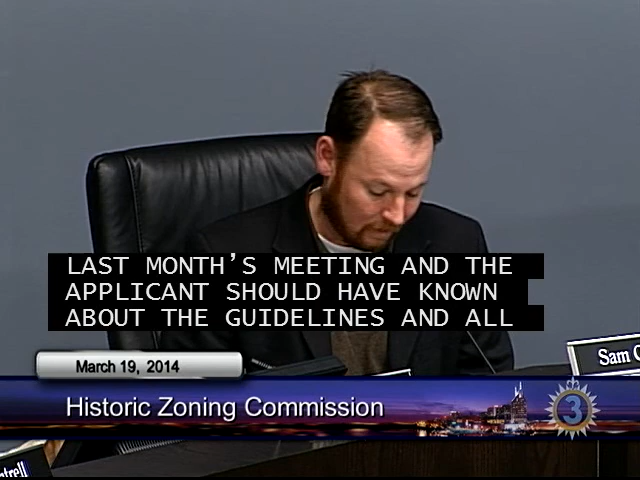 LAST MONTH'S MEETING AND THE
APPLICANT SHOULD HAVE KNOWN
ABOUT THE GUIDELINES AND ALL
Sam
March 19, 2014
Historic Zoning Commission
3